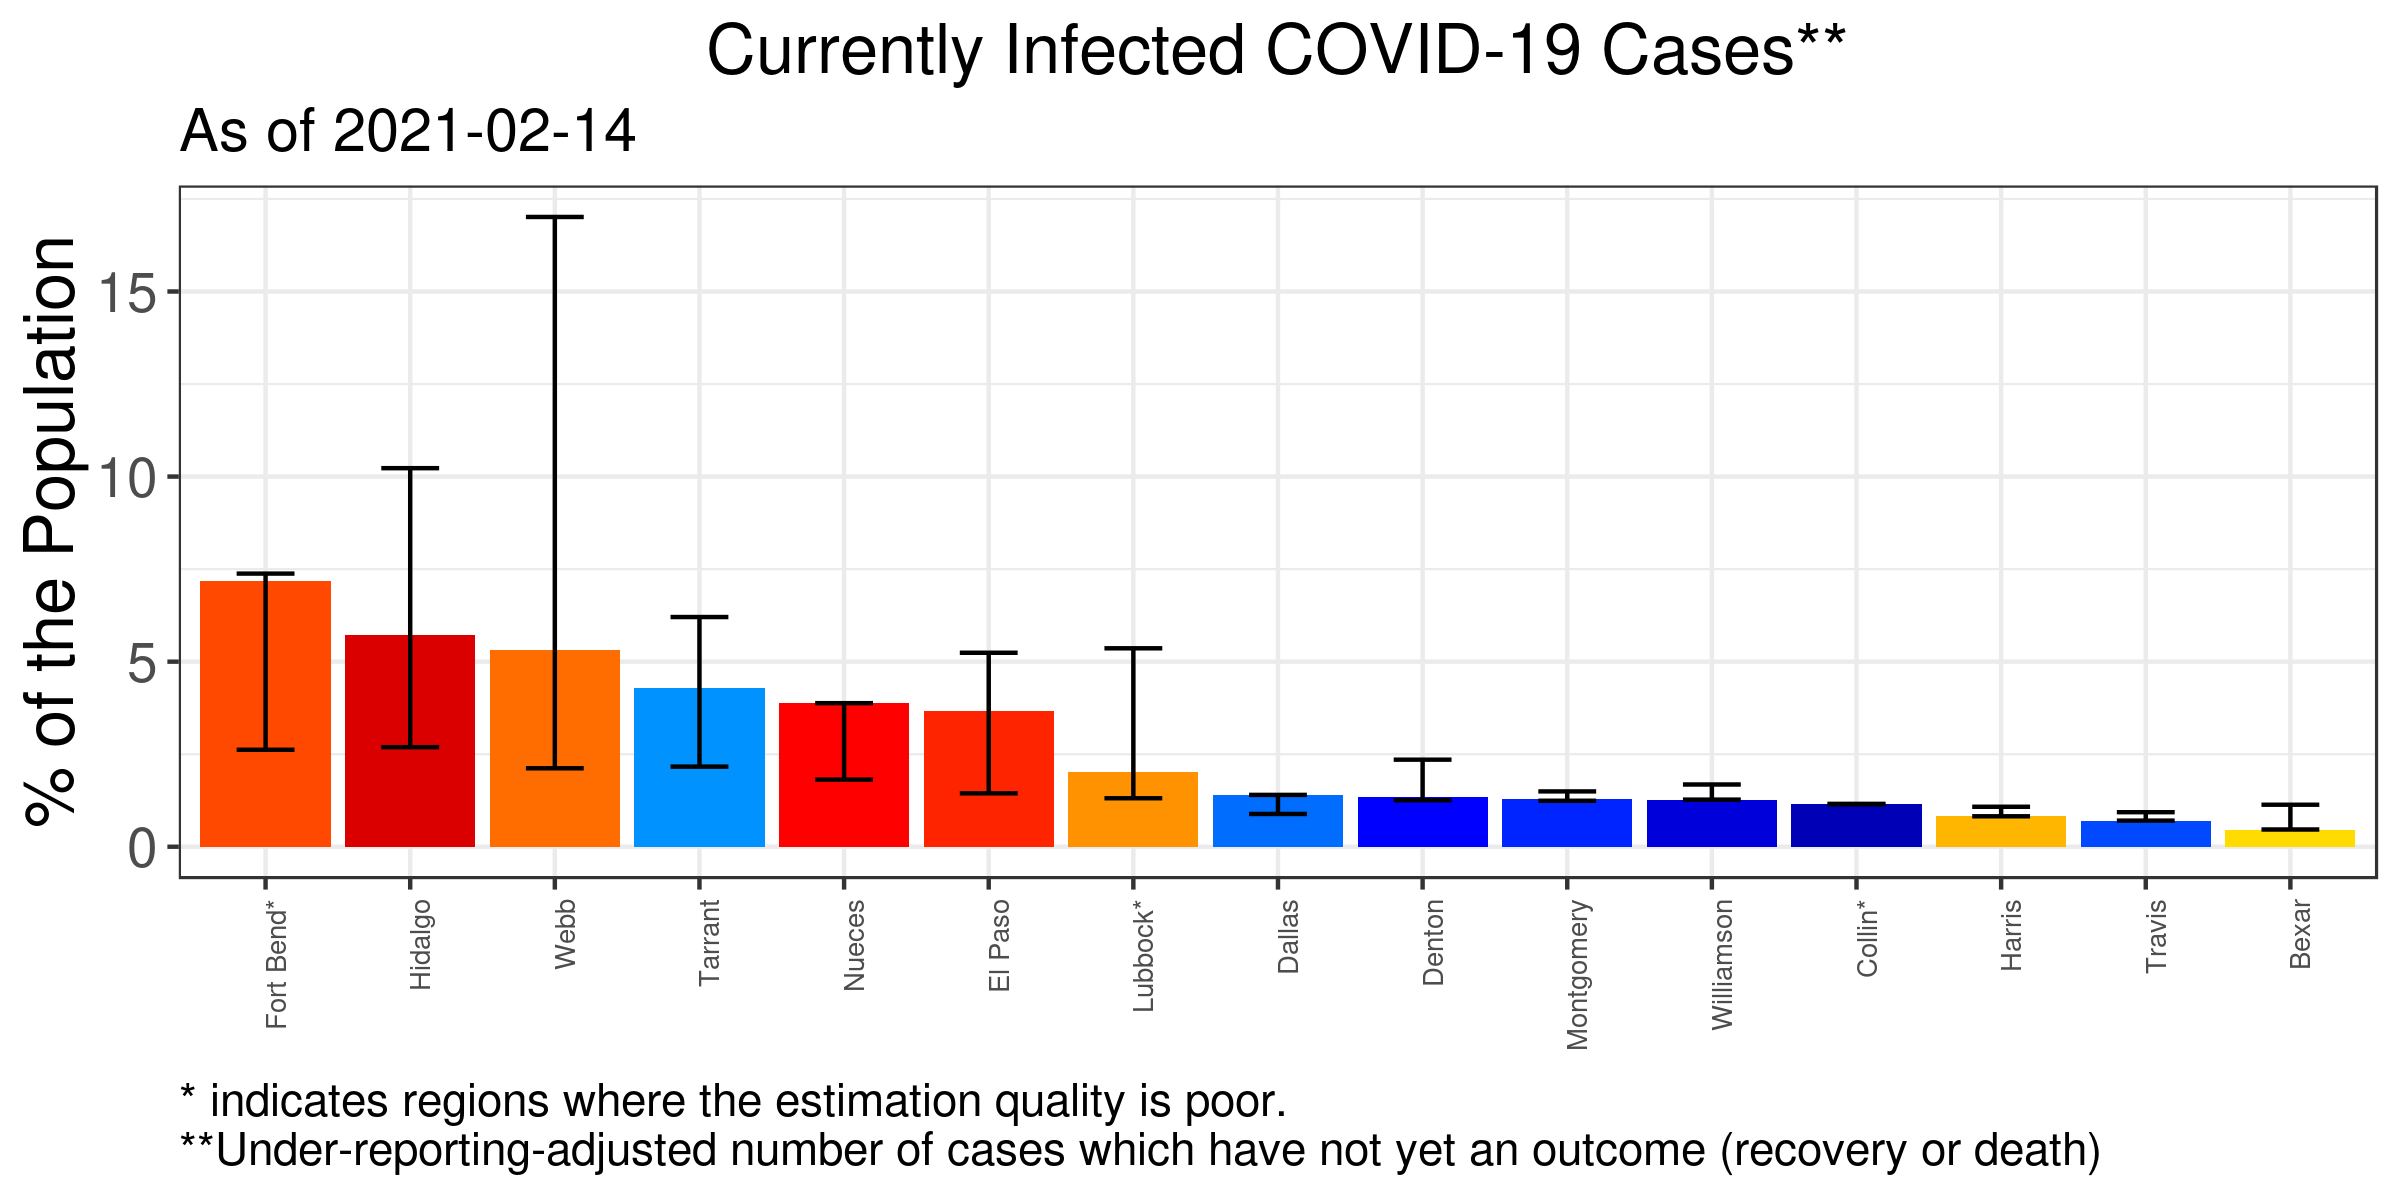 Currently Infected COVID-19 Cases**
As of 2021-02-14
% of the Population
15
10
5
0
Fort Bend*
Hidalgo
Webb
Tarrant
Nueces
El Paso
Lubbock*
Dallas
Denton
Montgomery
Williamson
Collin*
Harris
Travis
Bexar
* indicates regions where the estimation quality is poor.
**Under-reporting-adjusted number of cases which have not yet an outcome (recovery or death)